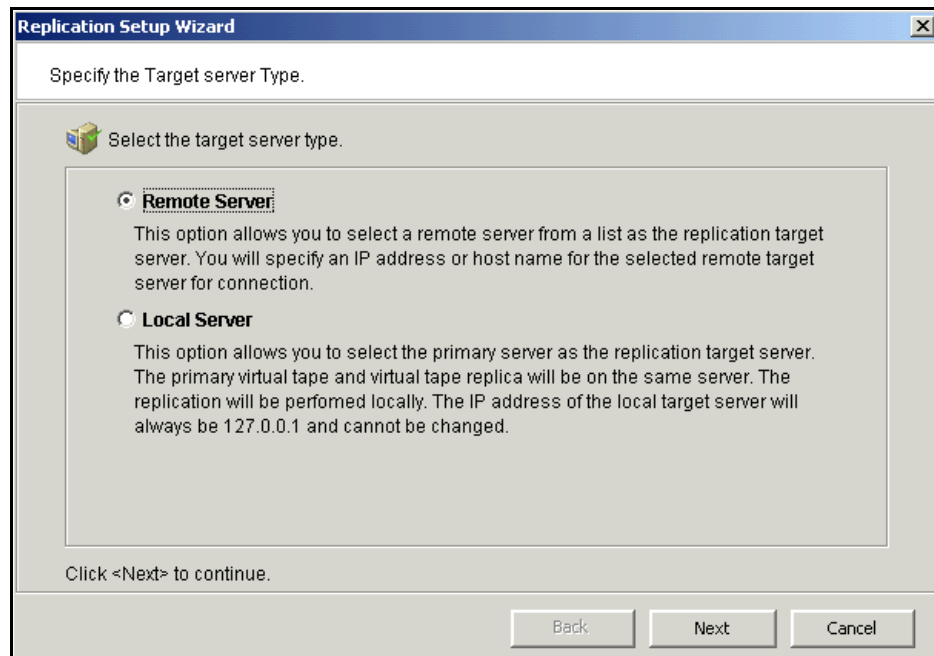 Replication Setup Wizard
Specify the Target server Type.
Select the target server type.
Remote Server
This option allows you to select a remote server from a list as the replication target
server. You will specify an IP address or host name for the selected remote target
server for connection.
Local Server
This option allows you to select the primary server as the replication target server.
The primary virtual tape and virtual tape replica will be on the same server. The
replication will be perfomed locally. The IP address of the local target server will
always be 127.0.0.1 and cannot be changed.
Click <Next> to continue.
Back
Next
Cancel